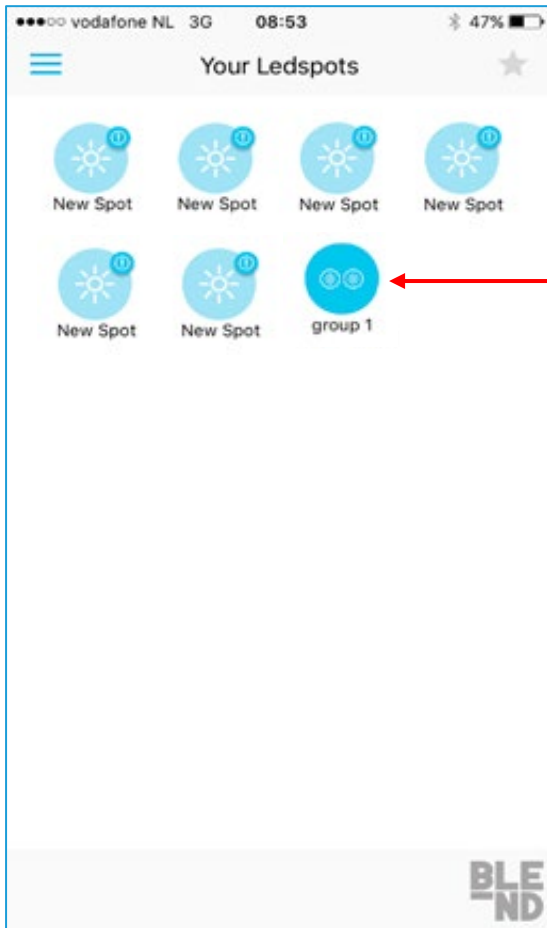 vodafone NL 3G 08:53 47%
Your Ledspots
New Spot New Spot New Spot New Spot
New Spot New Spot group 1
BLE
ND